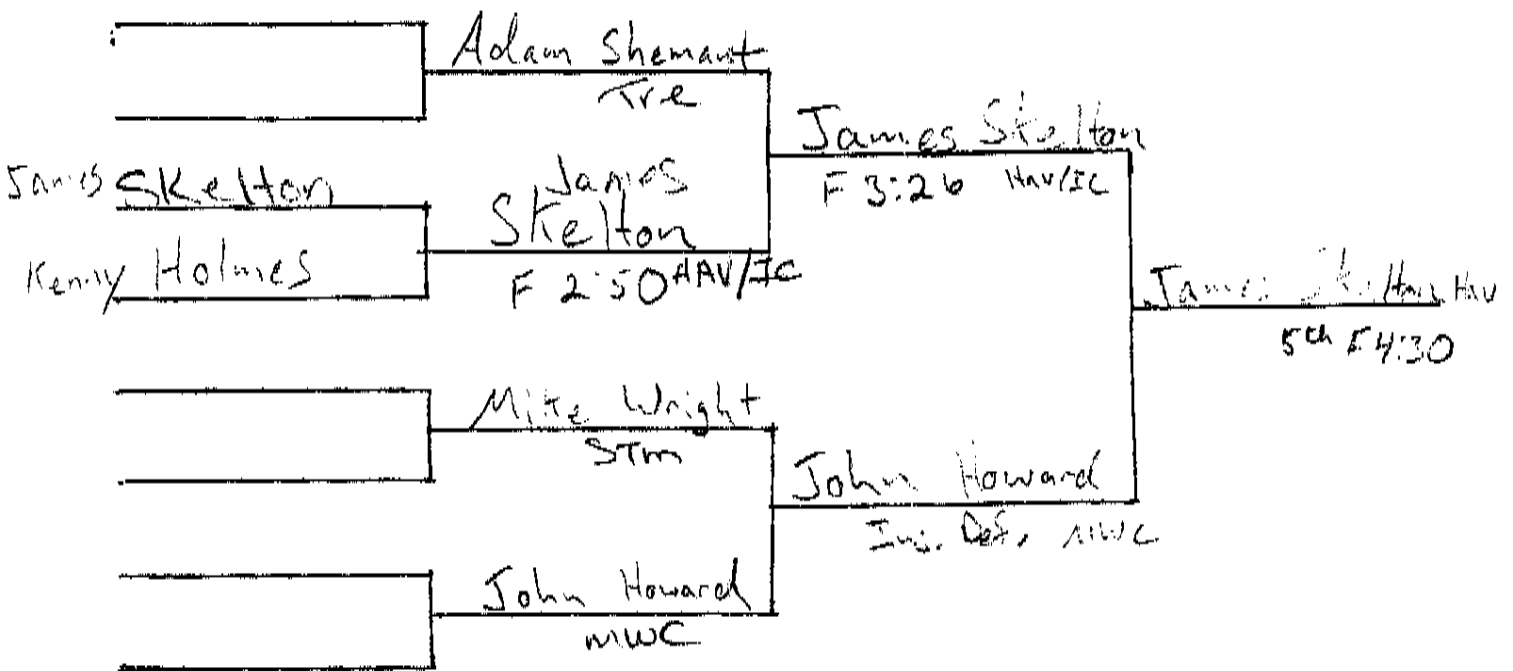 Adam Shemant
Tre
James Skelton
Kenny Holmes
James
Skelton
F 2:50 HAV/IC
James Skelton
F 3:26 HAV/IC
Mike Wright
STM
John Howard
MWC
John Howard
Inj. Def. MWC
James Skelton HAV
5th F 4:30